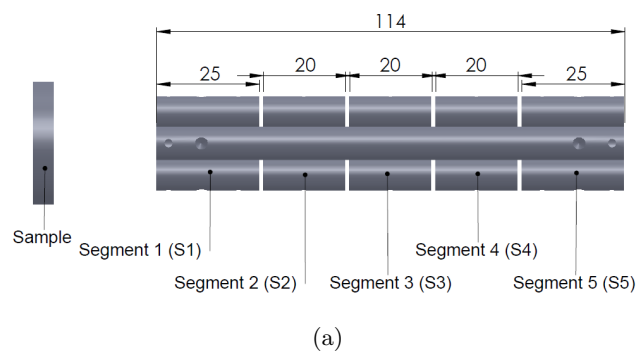 114
25 20 20 20 25
Sample
Segment 1 (S1)
Segment 4 (S4)
Segment 2 (S2) Segment 3 (S3) Segment 5 (S5)
(a)